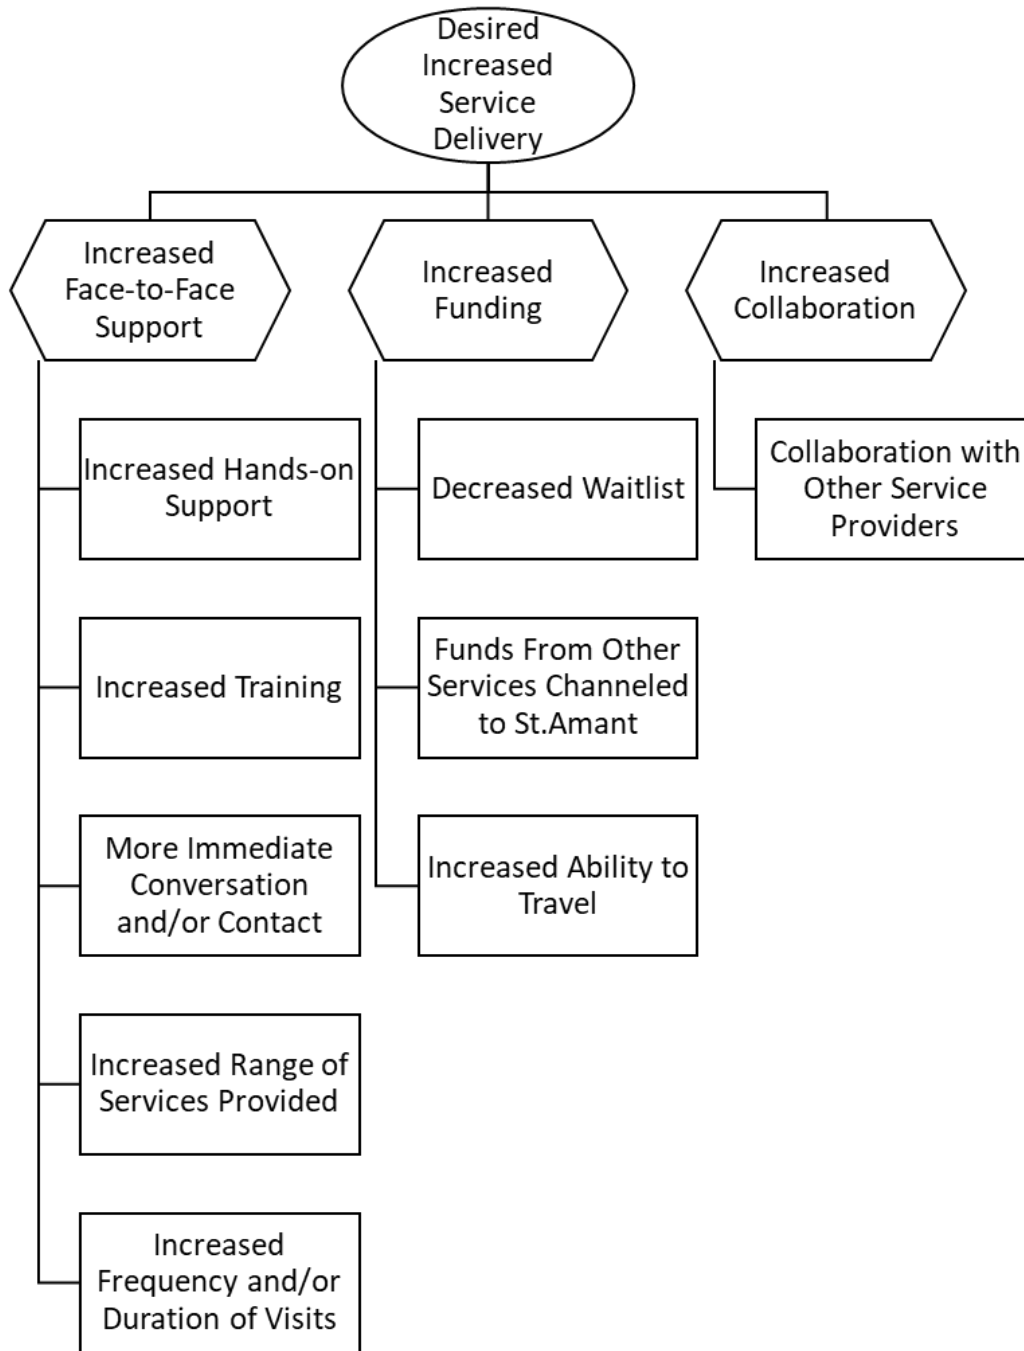 Desired
Increased
Service
Delivery
Increased
Face-to-Face
Support
Increased
Funding
Increased
Collaboration
Increased Hands-on
Support
Decreased Waitlist
Collaboration with
Other Service
Providers
Increased Training
Funds From Other
Services Channeled
to St.Amant
More Immediate
Conversation
and/or Contact
Increased Ability to
Travel
Increased Range of
Services Provided
Increased
Frequency and/or
Duration of Visits